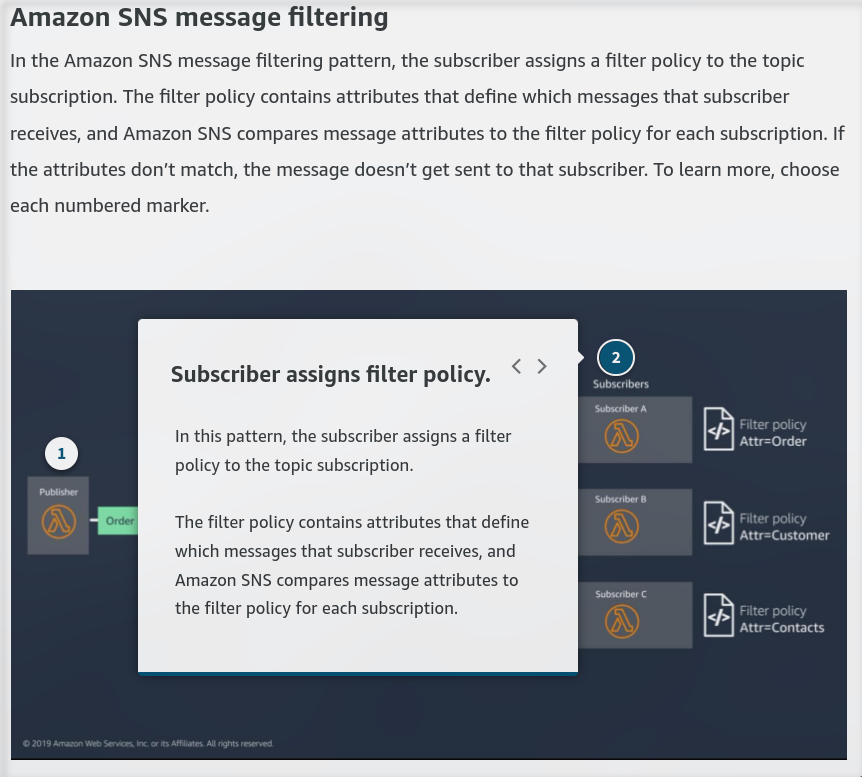 Amazon SNS message filtering
In the Amazon SNS message filtering pattern, the subscriber assigns a filter policy to the topic
subscription. The filter policy contains attributes that define which messages that subscriber
receives, and Amazon SNS compares message attributes to the filter policy for each subscription. If
the attributes don’t match, the message doesn’t get sent to that subscriber. To learn more, choose
each numbered marker.
1
Publisher
Order
Subscriber assigns filter policy.
In this pattern, the subscriber assigns a filter
policy to the topic subscription.
The filter policy contains attributes that define
which messages that subscriber receives, and
Amazon SNS compares message attributes to
the filter policy for each subscription.
2
Subscribers
Subscriber A
Filter policy
Attr=Order
Subscriber B
Filter policy
Attr=Customer
Subscriber C
Filter policy
Attr=Contacts
© 2019 Amazon Web Services, Inc. or its Affiliates. All rights reserved.